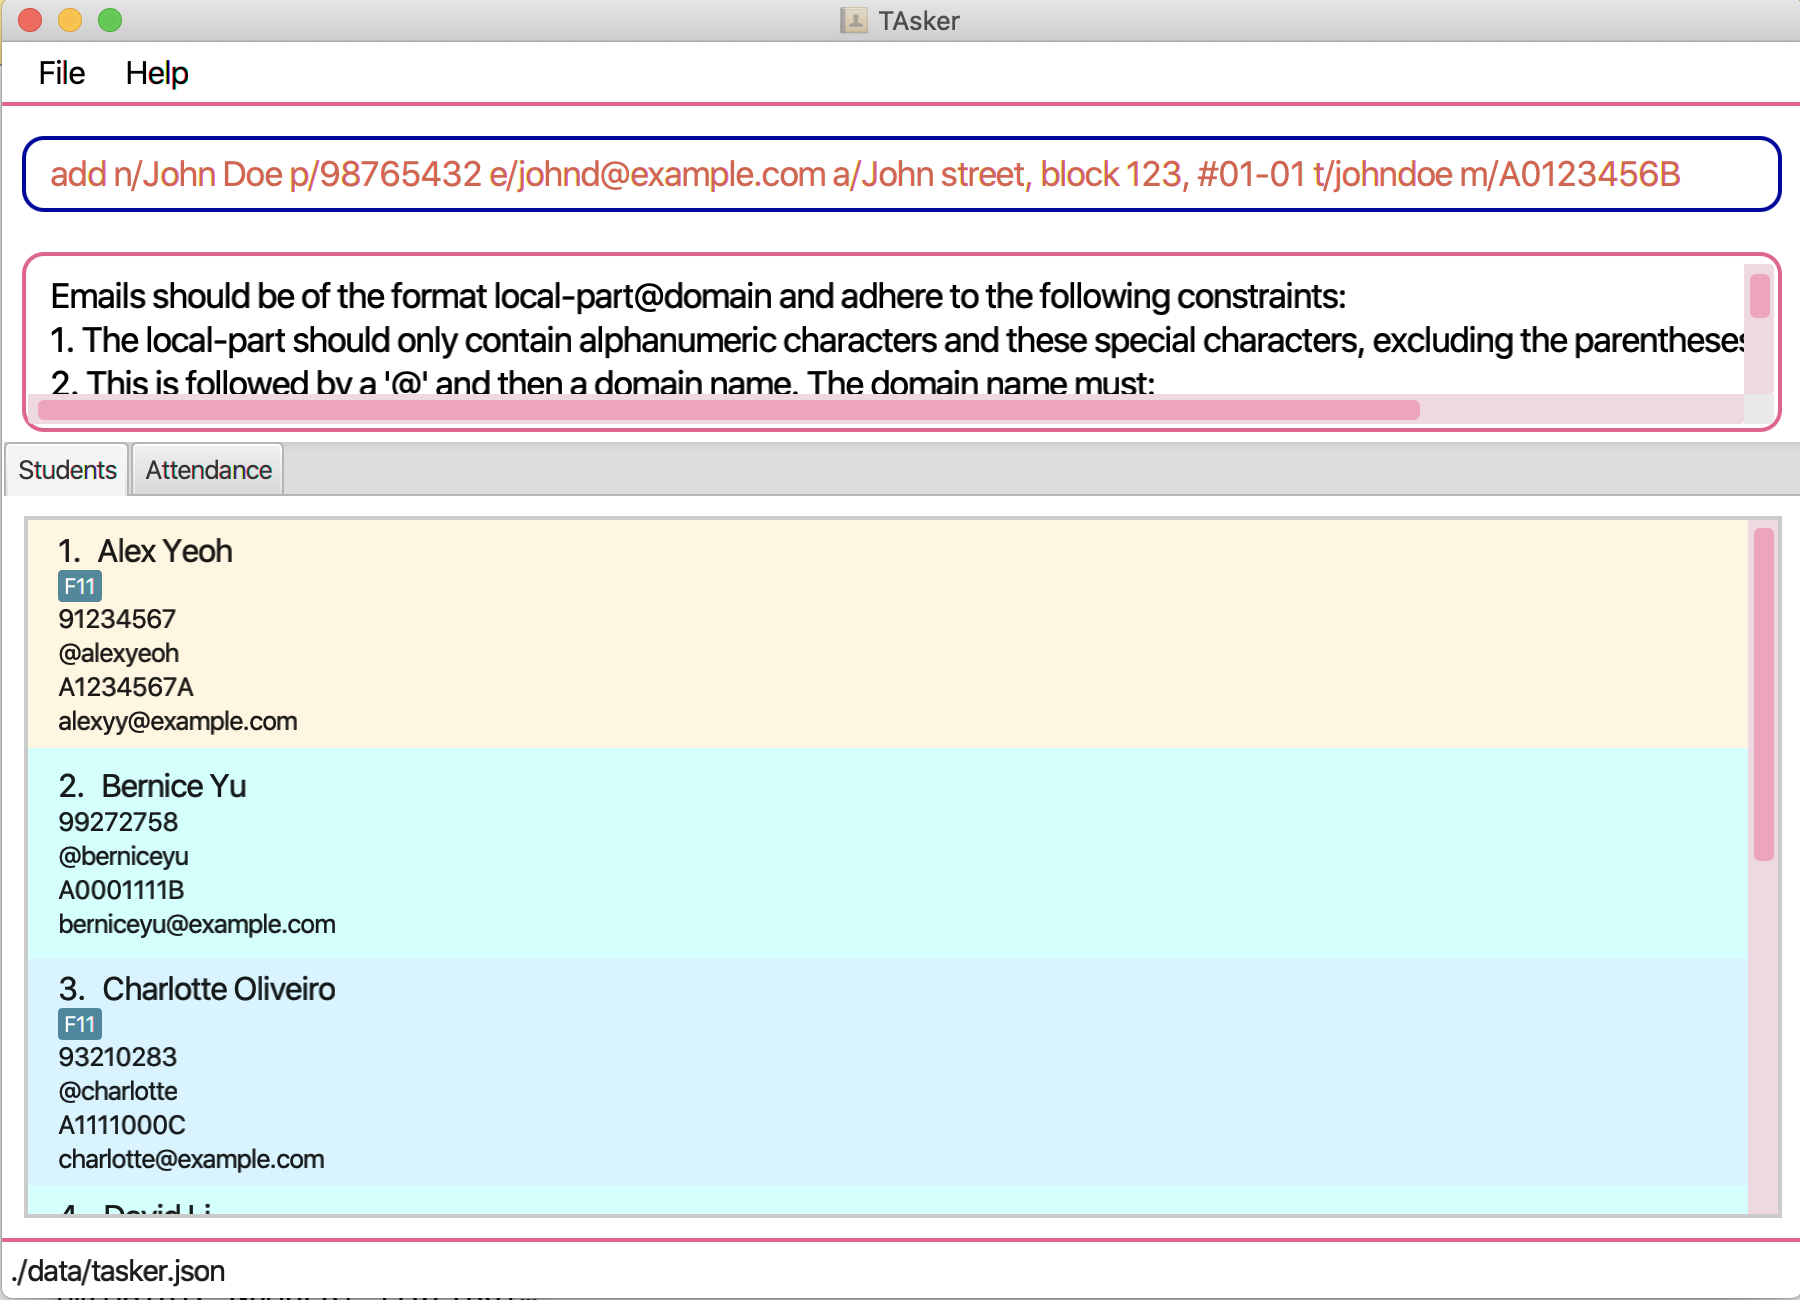 TAsker
File Help
add n/John Doe p/98765432 e/johnd@example.com a/John street, block 123, #01-01 t/johndoe m/A0123456B
Emails should be of the format local-part@domain and adhere to the following constraints:
1. The local-part should only contain alphanumeric characters and these special characters, excluding the parentheses
2. This is followed by a '@' and then a domain name. The domain name must:
Students Attendance
1. Alex Yeoh
F11
91234567
@alexyeoh
A1234567A
alexyy@example.com
2. Bernice Yu
99272758
@berniceyu
A0001111B
berniceyu@example.com
3. Charlotte Oliveiro
F11
93210283
@charlotte
A1111000C
charlotte@example.com
4. David Li
./data/tasker.json